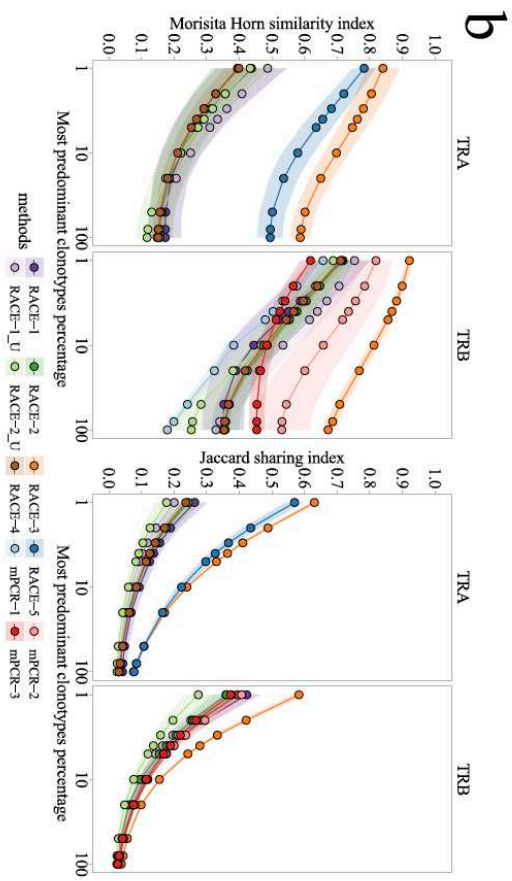 b
Morisita Horn similarity index
0.0 0.1 0.2 0.3 0.4 0.5 0.6 0.7 0.8 0.9 1.0
TRA
1 10 100
TRB
1 10 100
Most predominant clonotypes percentage
Jaccard sharing index
0.0 0.1 0.2 0.3 0.4 0.5 0.6 0.7 0.8 0.9 1.0
TRA
1 10 100
TRB
1 10 100
Most predominant clonotypes percentage
methods
RACE-1 RACE-2 RACE-3 RACE-5 mPCR-2
RACE-1_U RACE-2_U RACE-4 mPCR-1 mPCR-3